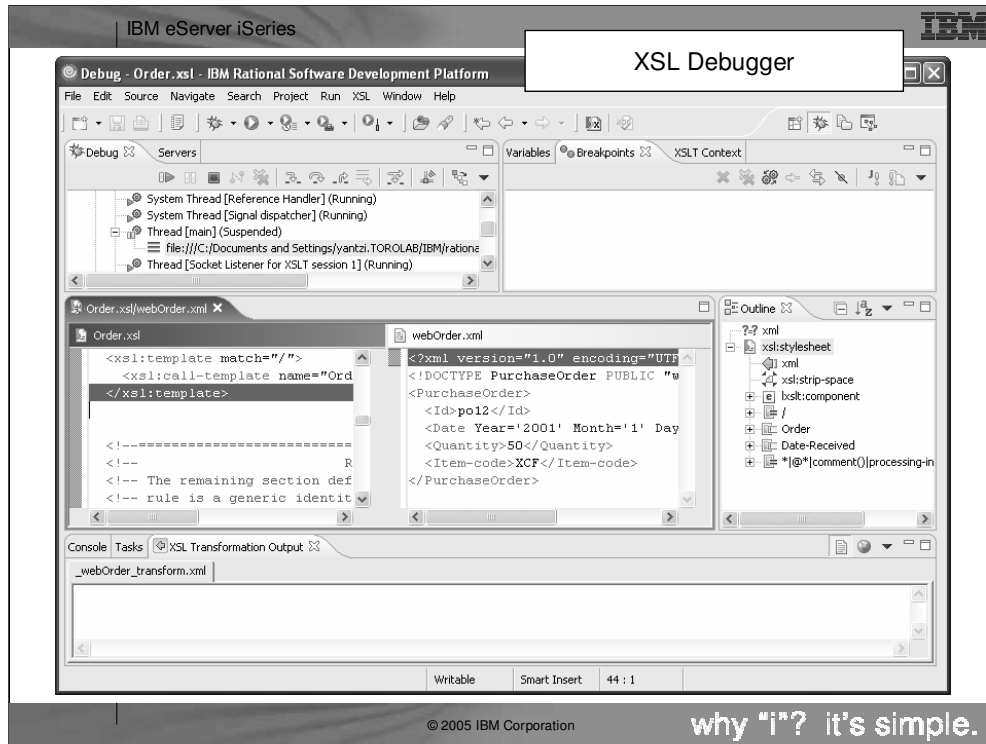 IBM eServer iSeries
IBM
XSL Debugger
Debug - Order.xsl - IBM Rational Software Development Platform
File Edit Source Navigate Search Project Run XSL Window Help
Debug Servers
Variables Breakpoints XSLT Context
System Thread [Reference Handler] (Running)
System Thread [Signal dispatcher] (Running)
Thread [main] (Suspended)
file:///C:/Documents and Settings/yantzi.TOROLAB/IBM/rationa
Thread [Socket Listener for XSLT session 1] (Running)
Order.xsl/webOrder.xml
Order.xsl
<xsl:template match="/">
<xsl:call-template name="Ord
</xsl:template>
<!--===========================
<!-- R
<!-- The remaining section def
<!-- rule is a generic identit
webOrder.xml
<?xml version="1.0" encoding="UTF
<!DOCTYPE PurchaseOrder PUBLIC "w
<PurchaseOrder>
<Id>po12</Id>
<Date Year='2001' Month='1' Day
<Quantity>50</Quantity>
<Item-code>XCF</Item-code>
</PurchaseOrder>
Outline
?-? xml
xsl:stylesheet
xml
xsl:strip-space
lxslt:component
/
Order
Date-Received
*|@*|comment()|processing-in
Console Tasks XSL Transformation Output
_webOrder_transform.xml
Writable Smart Insert 44 : 1
© 2005 IBM Corporation
why "i"? it's simple.